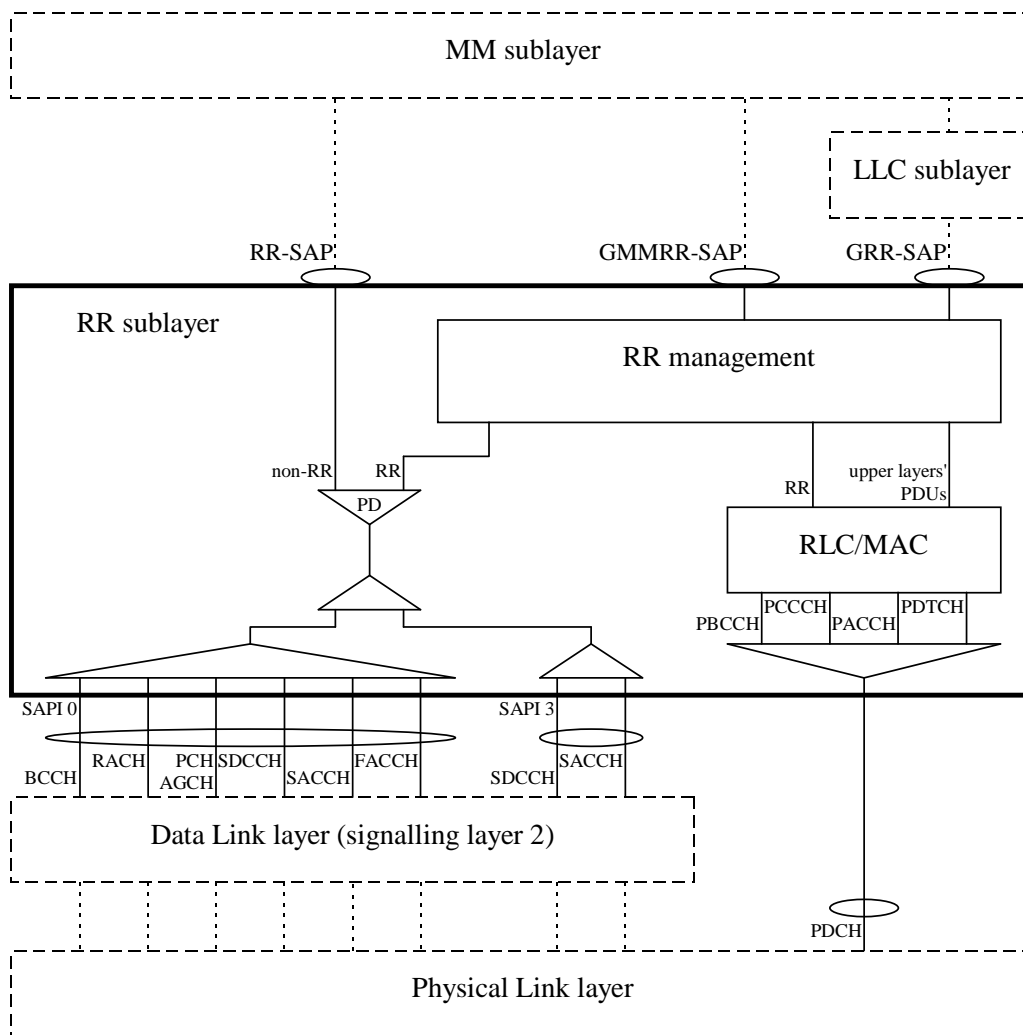 MM sublayer
LLC sublayer
RR-SAP
GMMRR-SAP
GRR-SAP
RR sublayer
RR management
non-RR
RR
PD
RR
upper layers'
PDUs
RLC/MAC
PBCCH
PCCCH
PACCH
PDTCH
SAPI 0
SAPI 3
BCCH
RACH
PCH
AGCH
SDCCH
SACCH
FACCH
SDCCH
SACCH
Data Link layer (signalling layer 2)
PDCH
Physical Link layer